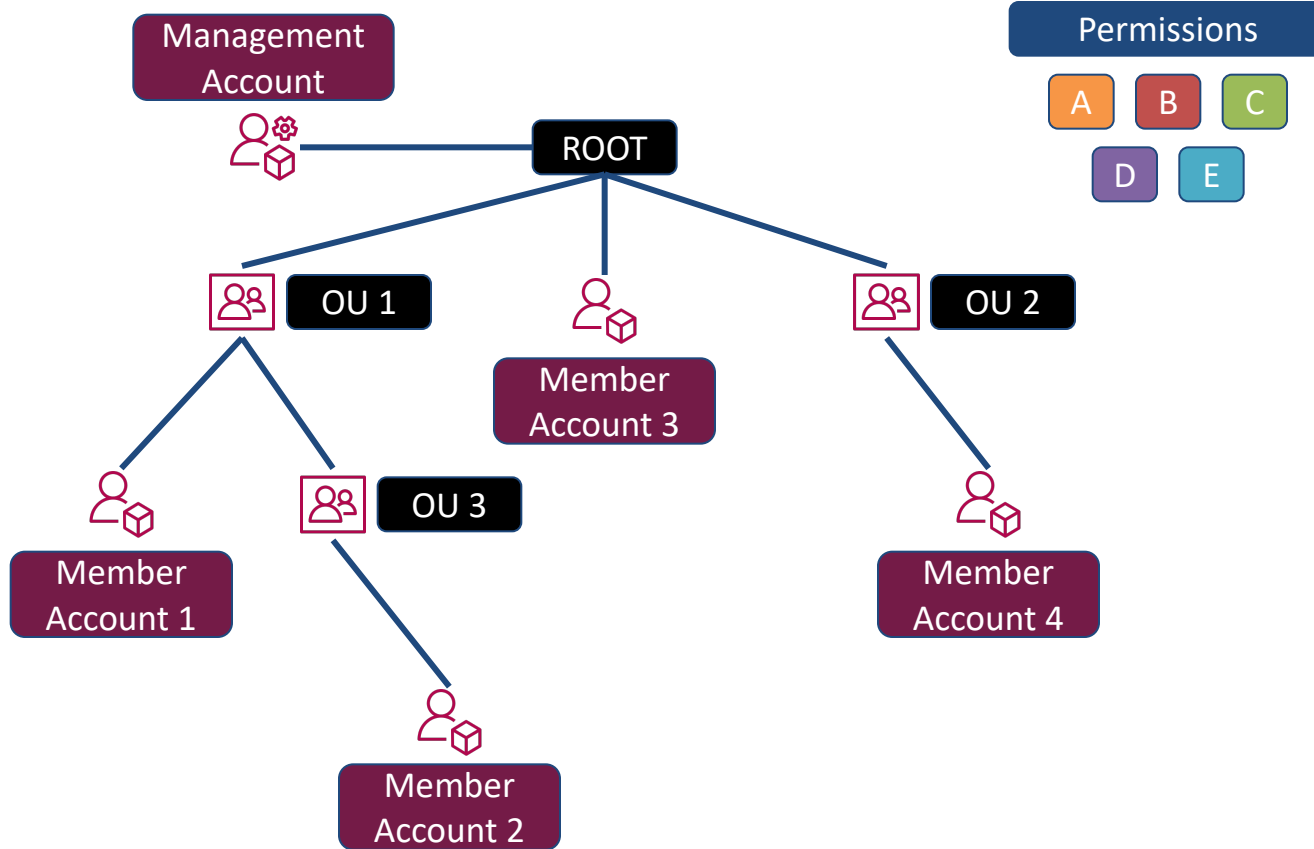 Management
Account
Permissions
A B C
D E
ROOT
OU 1
OU 2
Member
Account 3
OU 3
Member
Account 1
Member
Account 4
Member
Account 2